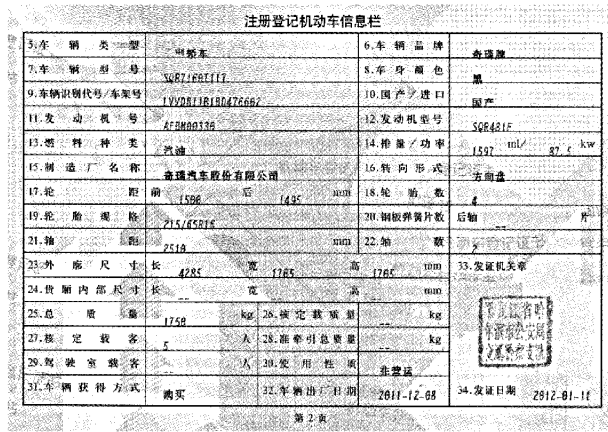 注册登记机动车信息栏
5.车辆类型 轿车 6.车辆品牌 奇瑞牌
7.车辆型号 8.车身颜色 黑
9.车辆识别代号/车架号 10.国产/进口 国产
11.发动机号 12.发动机型号 SQR481F
13.燃料种类 汽油 14.排量/功率 1597 ml/ 87.5 kw
15.制造厂名称 奇瑞汽车股份有限公司 16.转向形式 方向盘
17.轮距 前 1500 后 1495 mm 18.轮胎数 4
19.轮胎规格 215/65R16 20.钢板弹簧片数 后轴 -- 片
21.轴距 2510 mm 22.轴数 2
23.外廓尺寸 长 4285 宽 1765 高 1705 mm 33.发证机关章
24.货厢内部尺寸 长 -- 宽 -- 高 -- mm
25.总质量 1750 kg 26.核定载质量 -- kg
27.核定载客 5 人 28.准牵引总质量 -- kg
29.驾驶室载客 -- 人 30.使用性质 非营运
31.车辆获得方式 购买 32.车辆出厂日期 2011-12-08 34.发证日期 2012-01-11
第 2 页